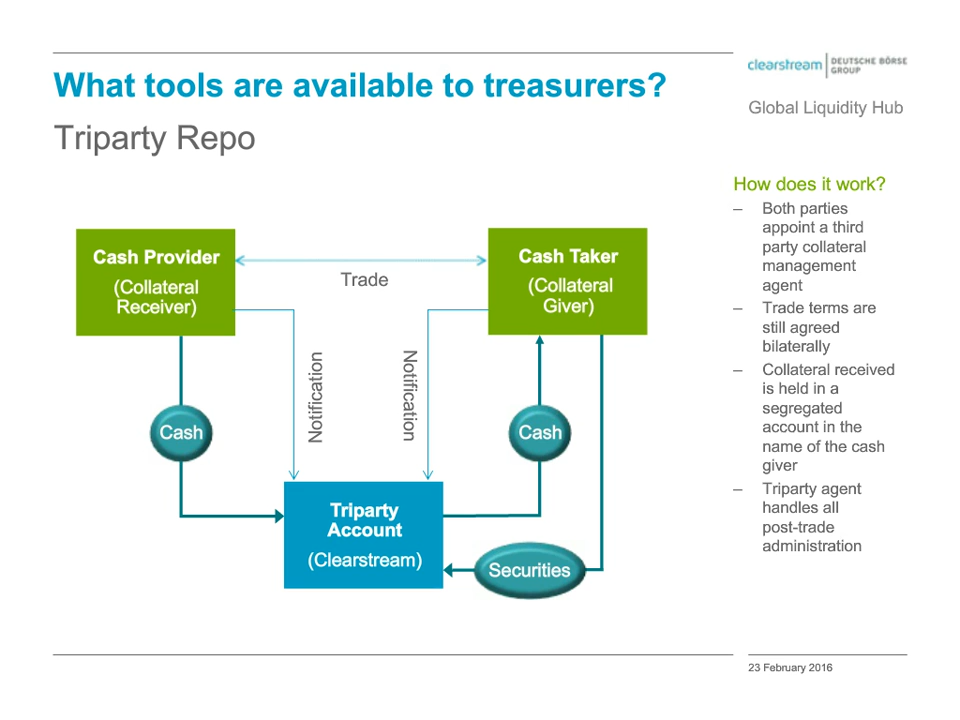 What tools are available to treasurers?
Triparty Repo
clearstream
DEUTSCHE BÖRSE
GROUP
Global Liquidity Hub
Cash Provider
(Collateral
Receiver)
Trade
Cash Taker
(Collateral
Giver)
Notification
Notification
Cash
Cash
Triparty
Account
(Clearstream)
Securities
How does it work?
– Both parties
appoint a third
party collateral
management
agent
– Trade terms are
still agreed
bilaterally
– Collateral received
is held in a
segregated
account in the
name of the cash
giver
– Triparty agent
handles all
post-trade
administration
23 February 2016